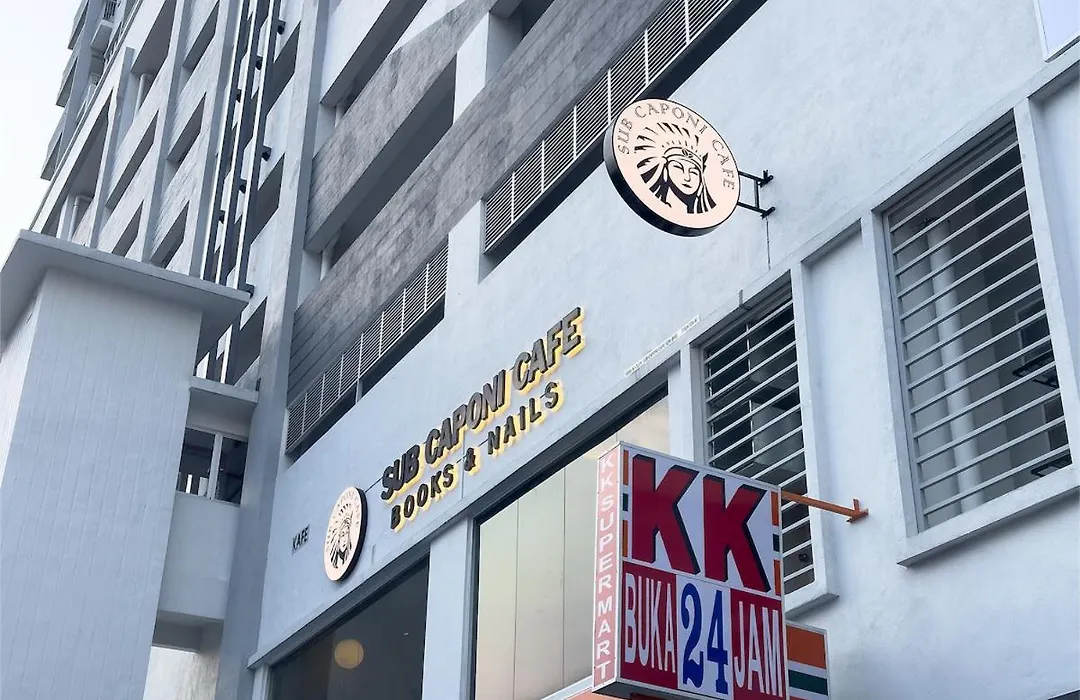 SUB CAPONI CAFE
SUB CAPONI CAFE
BOOKS & NAILS
KAFE
KK SUPERMART
KK
BUKA 24 JAM